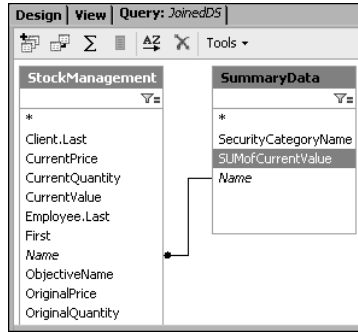 Design View Query: JoinedDS
Σ AZ Tools
StockManagement
*
Client.Last
CurrentPrice
CurrentQuantity
CurrentValue
Employee.Last
First
Name
ObjectiveName
OriginalPrice
OriginalQuantity
SummaryData
*
SecurityCategoryName
SUMofCurrentValue
Name